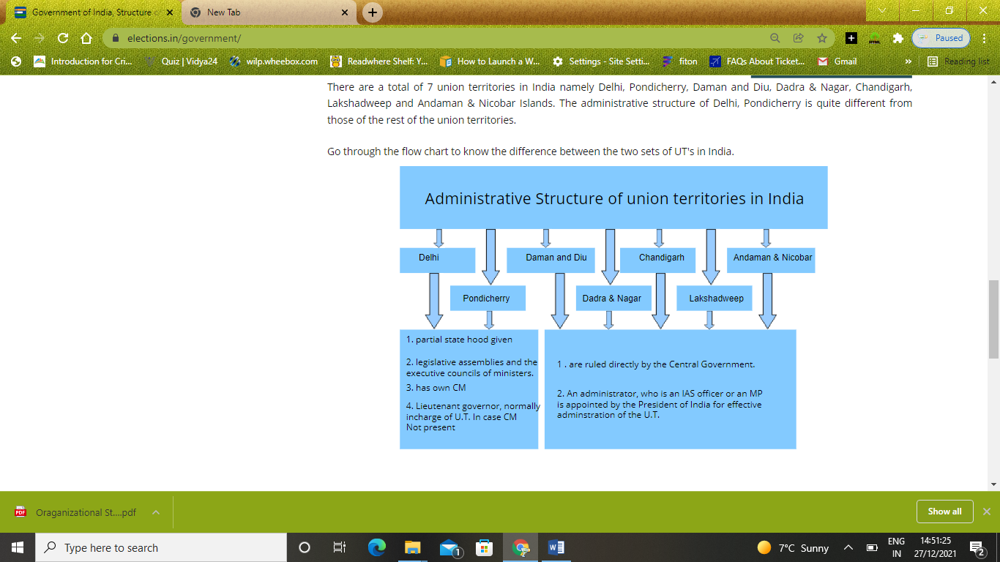 Government of India, Structure o
New Tab
elections.in/government/
Paused
Introduction for Cri...
Quiz | Vidya24
wilp.wheebox.com
Readwhere Shelf: Y...
How to Launch a W...
Settings - Site Setti...
fiton
FAQs About Ticket...
Gmail
»
Reading list
There are a total of 7 union territories in India namely Delhi, Pondicherry, Daman and Diu, Dadra & Nagar, Chandigarh,
Lakshadweep and Andaman & Nicobar Islands. The administrative structure of Delhi, Pondicherry is quite different from
those of the rest of the union territories.
Go through the flow chart to know the difference between the two sets of UT's in India.
Administrative Structure of union territories in India
Delhi
Daman and Diu
Chandigarh
Andaman & Nicobar
Pondicherry
Dadra & Nagar
Lakshadweep
1. partial state hood given
2. legislative assemblies and the
executive councils of ministers.
3. has own CM
4. Lieutenant governor, normally
incharge of U.T. In case CM
Not present
1 . are ruled directly by the Central Government.
2. An administrator, who is an IAS officer or an MP
is appointed by the President of India for effective
adminstration of the U.T.
PDF
Oraganizational St....pdf
Show all
Type here to search
1
W
7°C Sunny
ENG
IN
14:51:25
27/12/2021
2